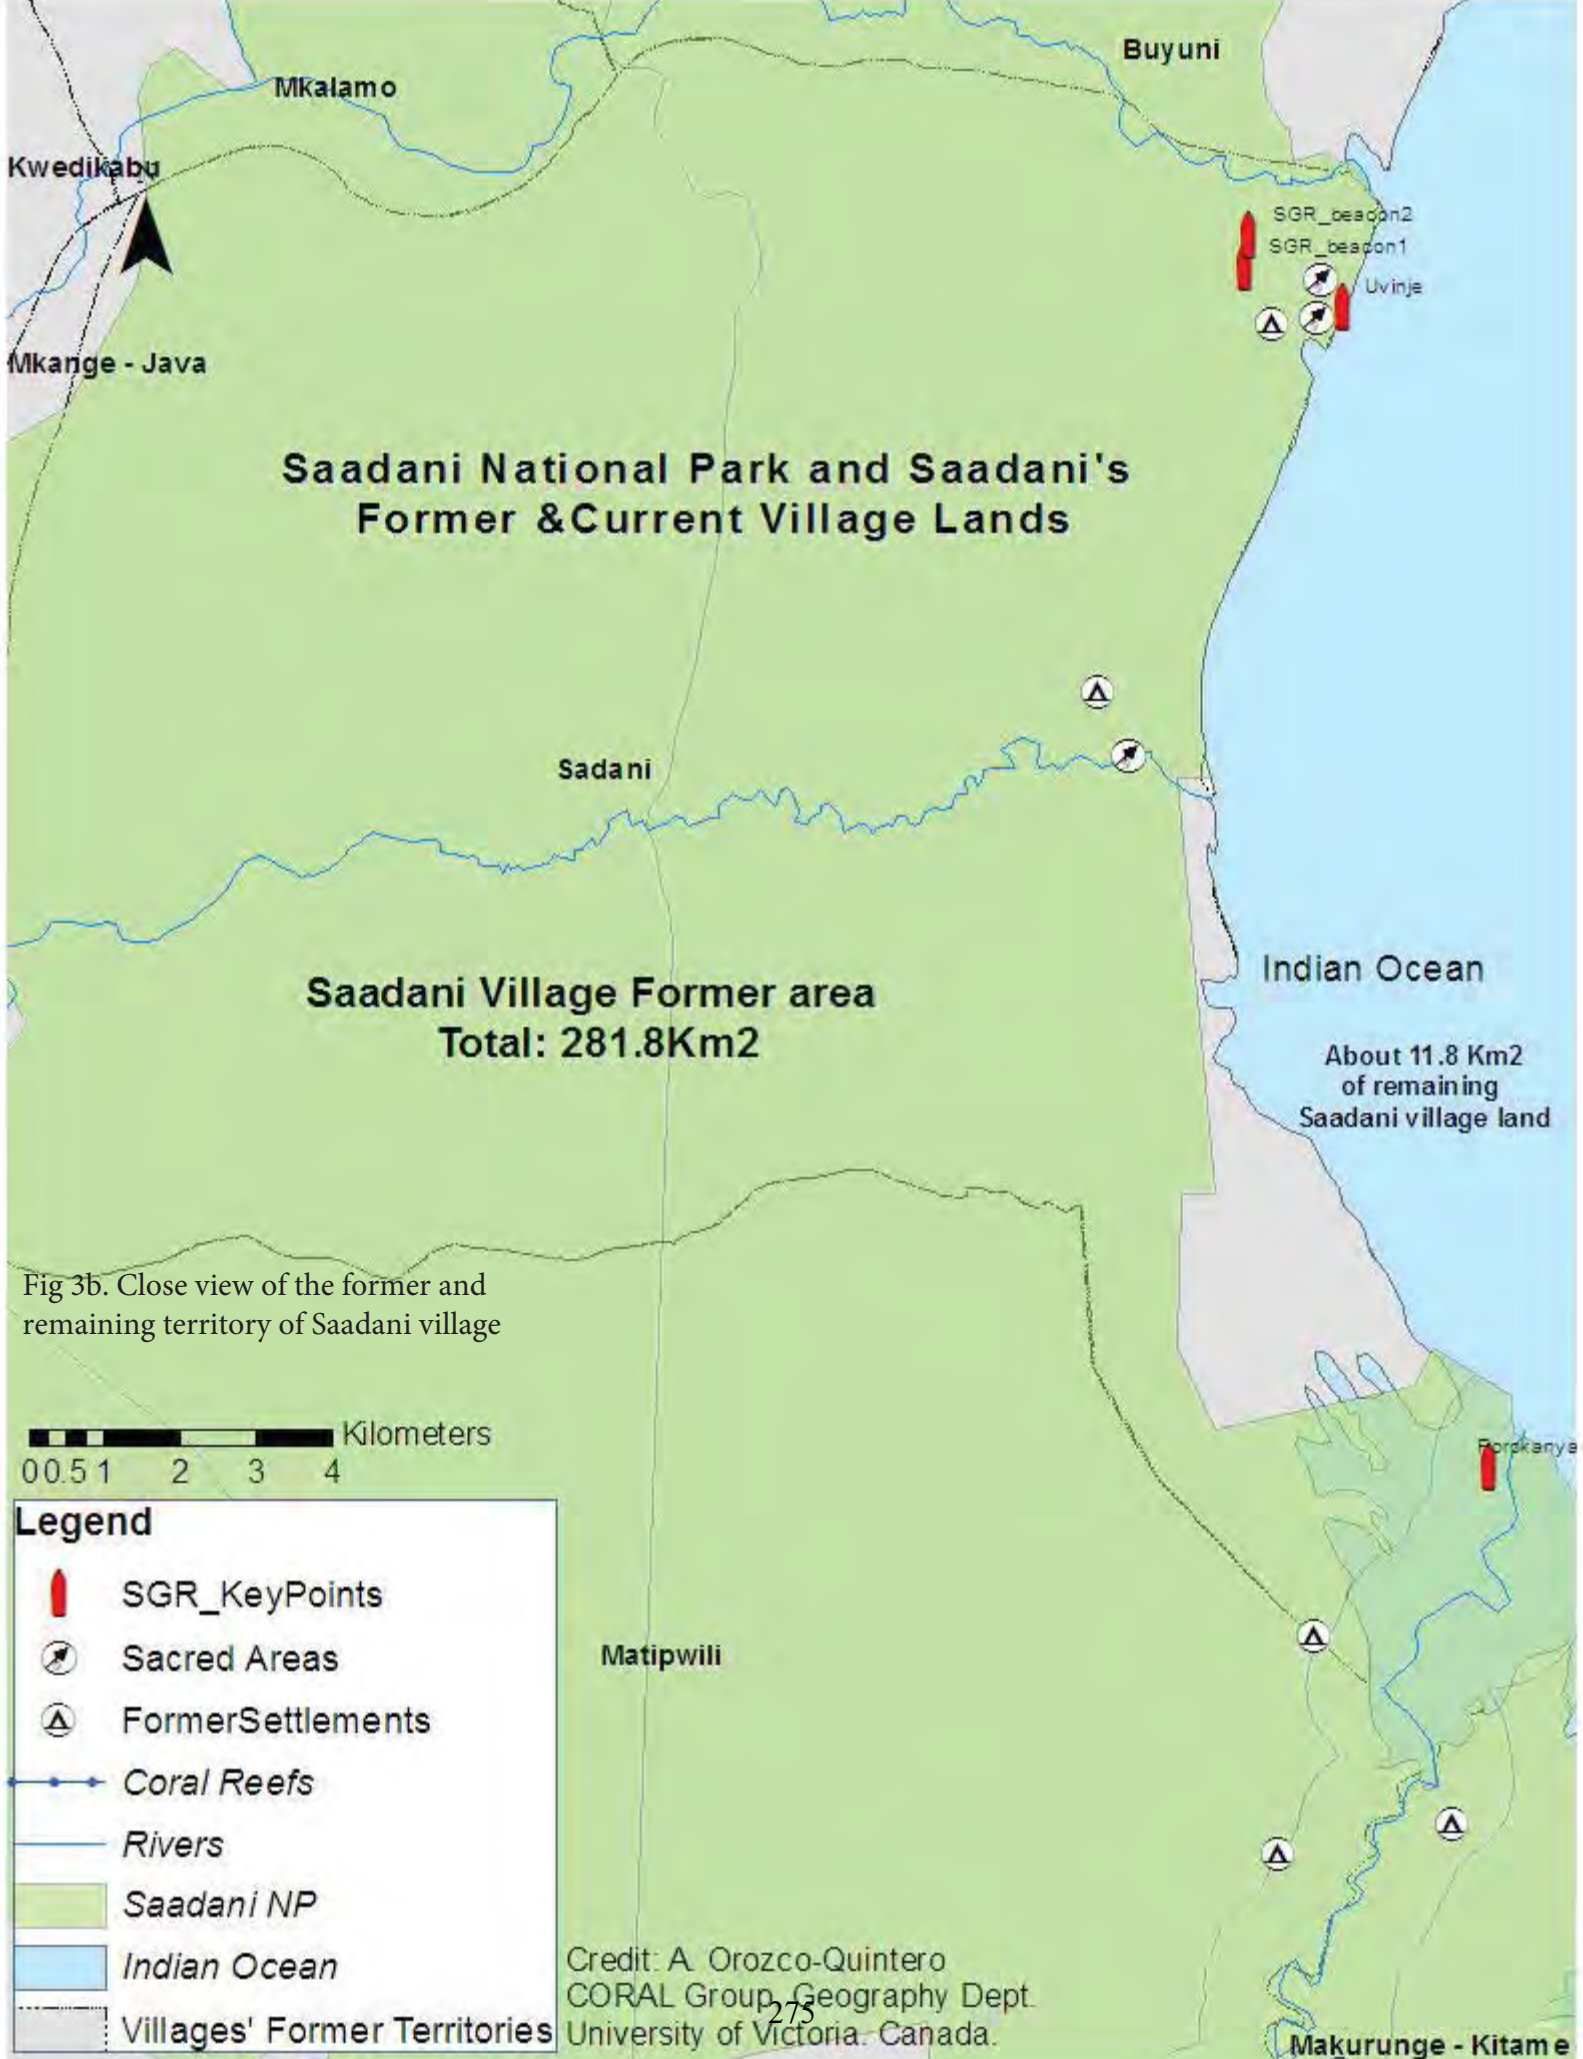 Buyuni
Mkalamo
Kwedikabu
SGR_beacon2
SGR_beacon1
Uvinje
Mkange - Java
Saadani National Park and Saadani's
Former &Current Village Lands
Sadani
Indian Ocean
Saadani Village Former area
Total: 281.8Km2
About 11.8 Km2
of remaining
Saadani village land
Fig 3b. Close view of the former and
remaining territory of Saadani village
Kilometers
0 0.5 1 2 3 4
Porokanya
Legend
SGR_KeyPoints
Sacred Areas
FormerSettlements
Coral Reefs
Rivers
Saadani NP
Indian Ocean
Villages' Former Territories
Matipwili
Credit: A. Orozco-Quintero
CORAL Group, Geography Dept.
University of Victoria. Canada.
275
Makurunge - Kitame